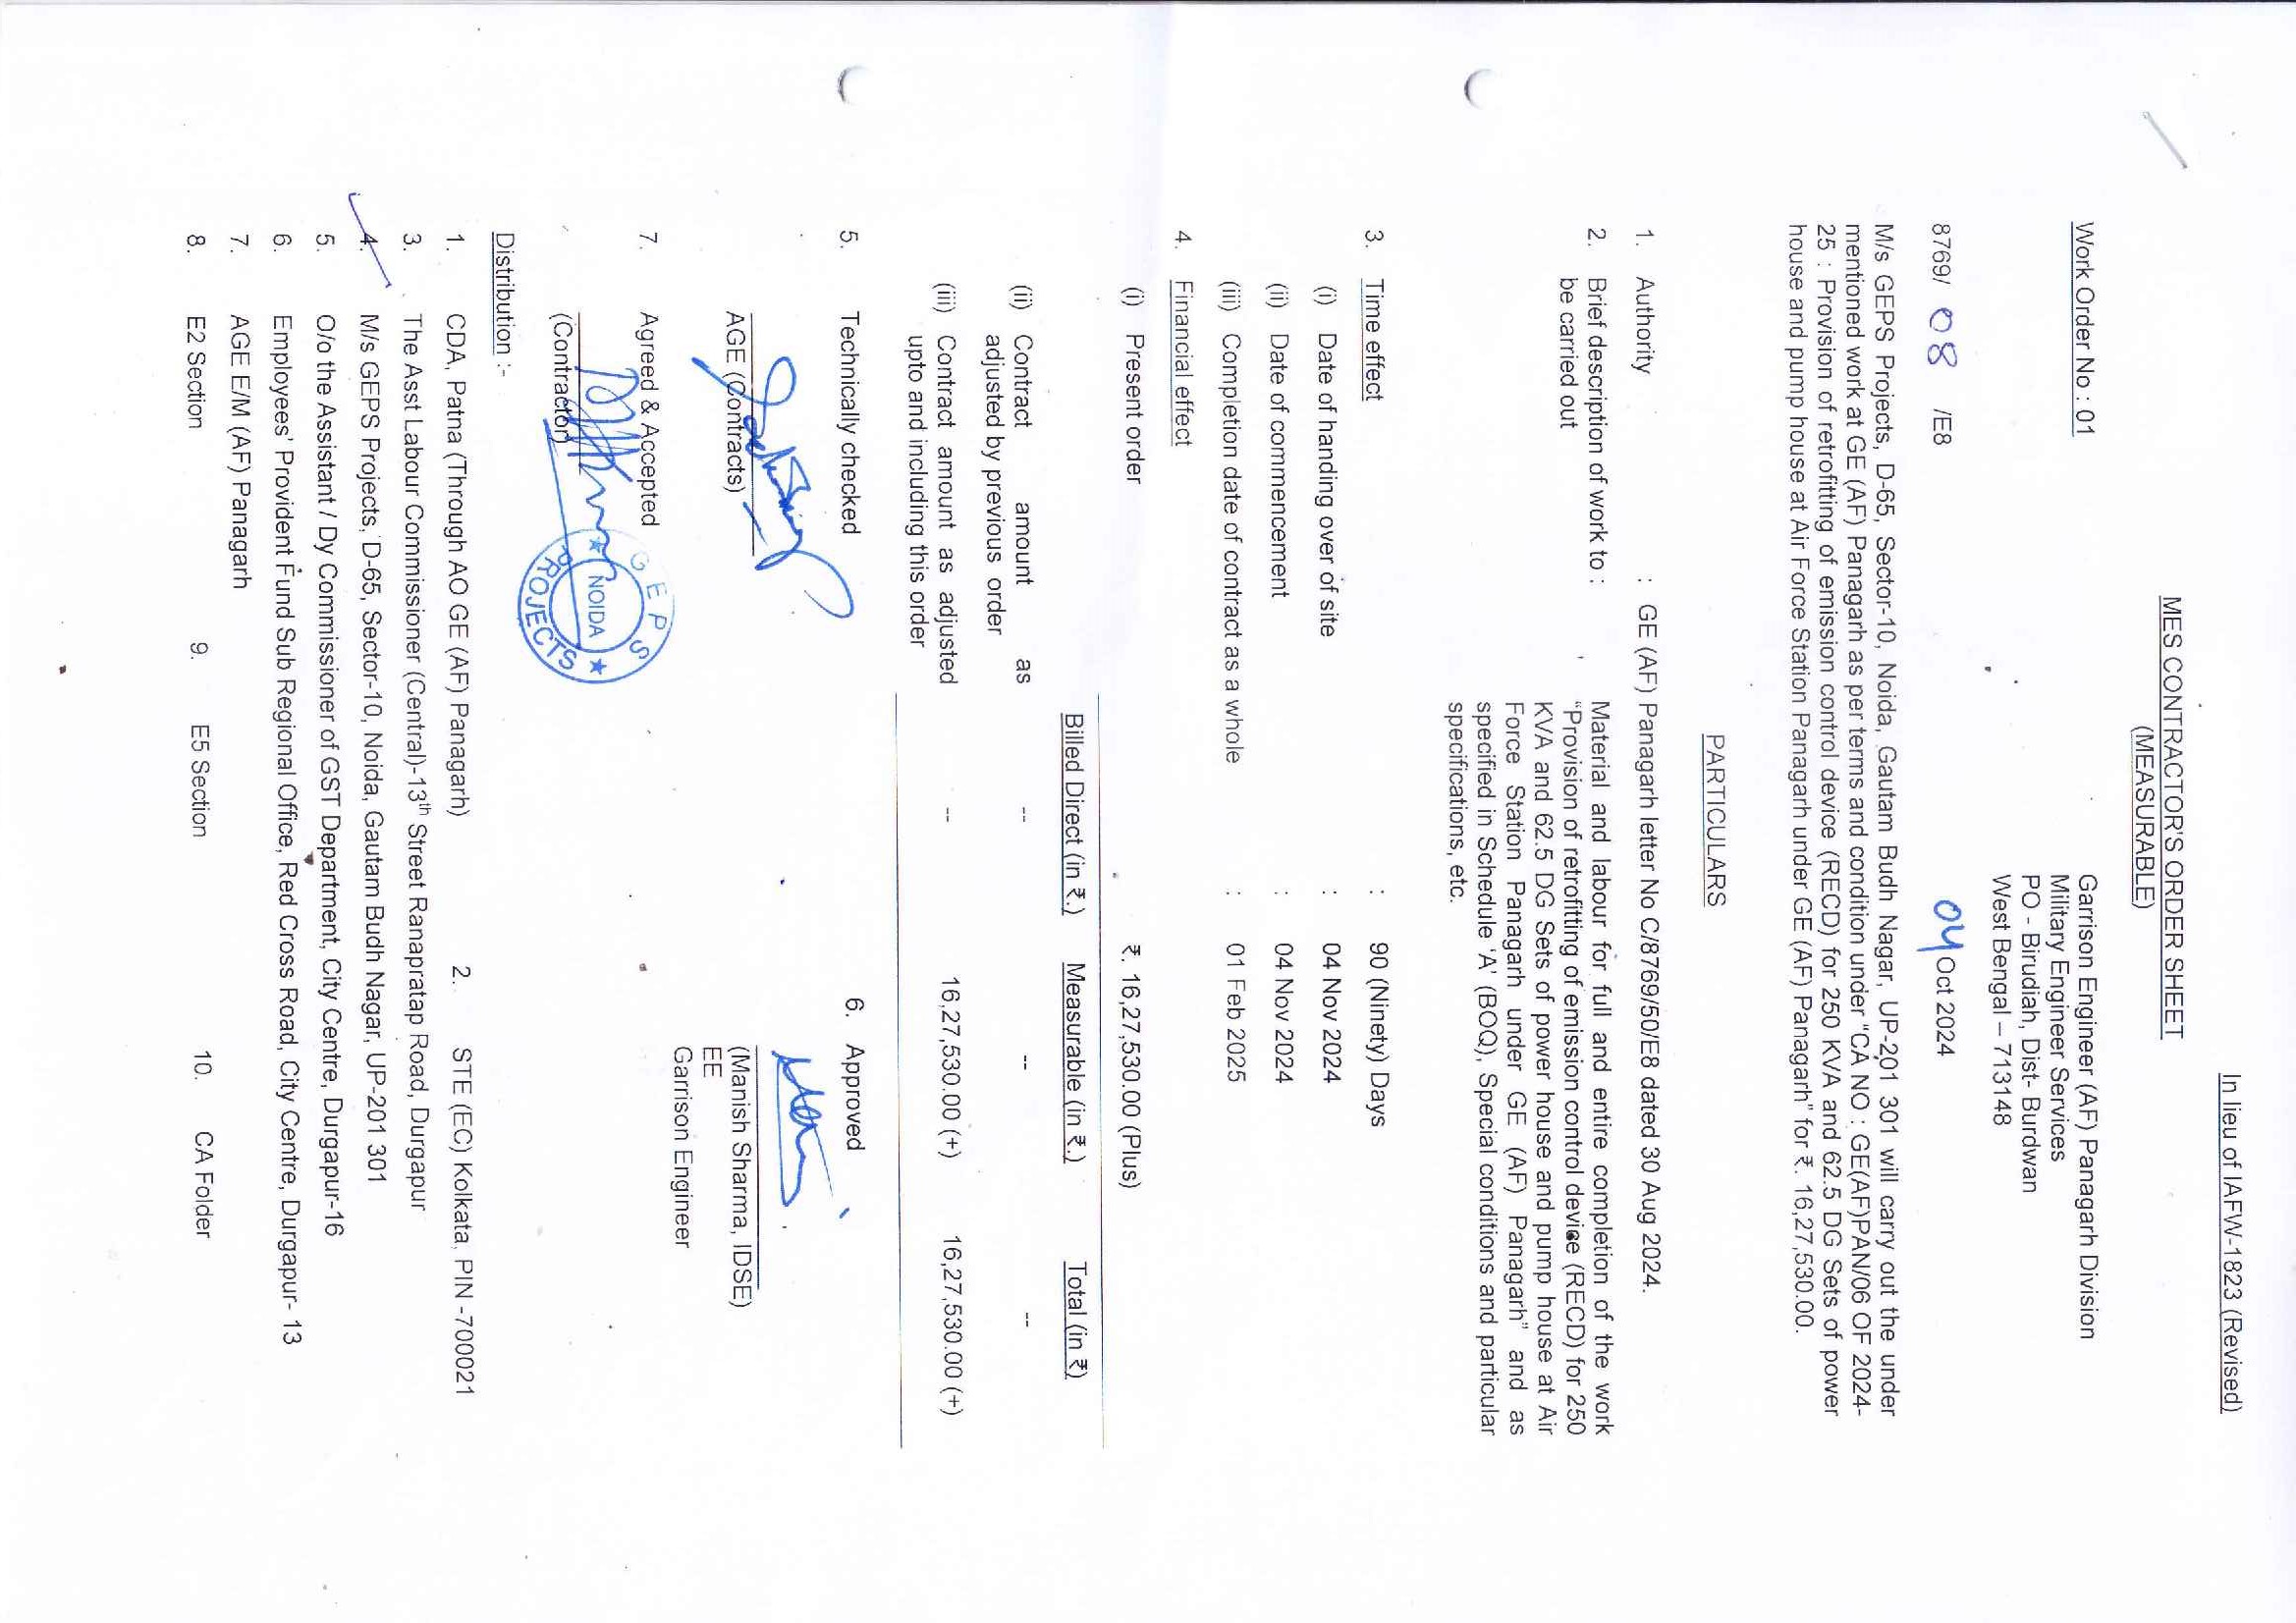 In lieu of IAFW-1823 (Revised)
MES CONTRACTOR'S ORDER SHEET
(MEASURABLE)
Work Order No : 01
Garrison Engineer (AF) Panagarh Division
Military Engineer Services
PO - Birudiah, Dist- Burdwan
West Bengal – 713148
8769/ 08 /E8 04 Oct 2024
M/s GEPS Projects, D-65, Sector-10, Noida, Gautam Budh Nagar, UP-201 301 will carry out the under
mentioned work at GE (AF) Panagarh as per terms and condition under "CA NO : GE(AF)PAN/06 OF 2024-
25 : Provision of retrofitting of emission control device (RECD) for 250 KVA and 62.5 DG Sets of power
house and pump house at Air Force Station Panagarh under GE (AF) Panagarh" for ₹. 16,27,530.00.
PARTICULARS
1. Authority : GE (AF) Panagarh letter No C/8769/50/E8 dated 30 Aug 2024.
2. Brief description of work to : Material and labour for full and entire completion of the work
be carried out "Provision of retrofitting of emission control device (RECD) for 250
KVA and 62.5 DG Sets of power house and pump house at Air
Force Station Panagarh under GE (AF) Panagarh" and as
specified in Schedule 'A' (BOQ), Special conditions and particular
specifications, etc.
3. Time effect : 90 (Ninety) Days
(i) Date of handing over of site : 04 Nov 2024
(ii) Date of commencement : 04 Nov 2024
(iii) Completion date of contract as a whole : 01 Feb 2025
4. Financial effect
(i) Present order ₹. 16,27,530.00 (Plus)
Billed Direct (in ₹.) Measurable (in ₹.) Total (in ₹)
(ii) Contract amount as -- -- --
adjusted by previous order
(iii) Contract amount as adjusted -- 16,27,530.00 (+) 16,27,530.00 (+)
upto and including this order
5. Technically checked 6. Approved
AGE (Contracts) (Manish Sharma, IDSE)
EE
Garrison Engineer
7. Agreed & Accepted
(Contractor)
GEPS PROJECTS
★ NOIDA ★
Distribution :-
1. CDA, Patna (Through AO GE (AF) Panagarh) 2. STE (EC) Kolkata, PIN -700021
3. The Asst Labour Commissioner (Central)-13th Street Ranapratap Road, Durgapur
4. M/s GEPS Projects, D-65, Sector-10, Noida, Gautam Budh Nagar, UP-201 301
5. O/o the Assistant / Dy Commissioner of GST Department, City Centre, Durgapur-16
6. Employees' Provident Fund Sub Regional Office, Red Cross Road, City Centre, Durgapur- 13
7. AGE E/M (AF) Panagarh
8. E2 Section 9. E5 Section 10. CA Folder